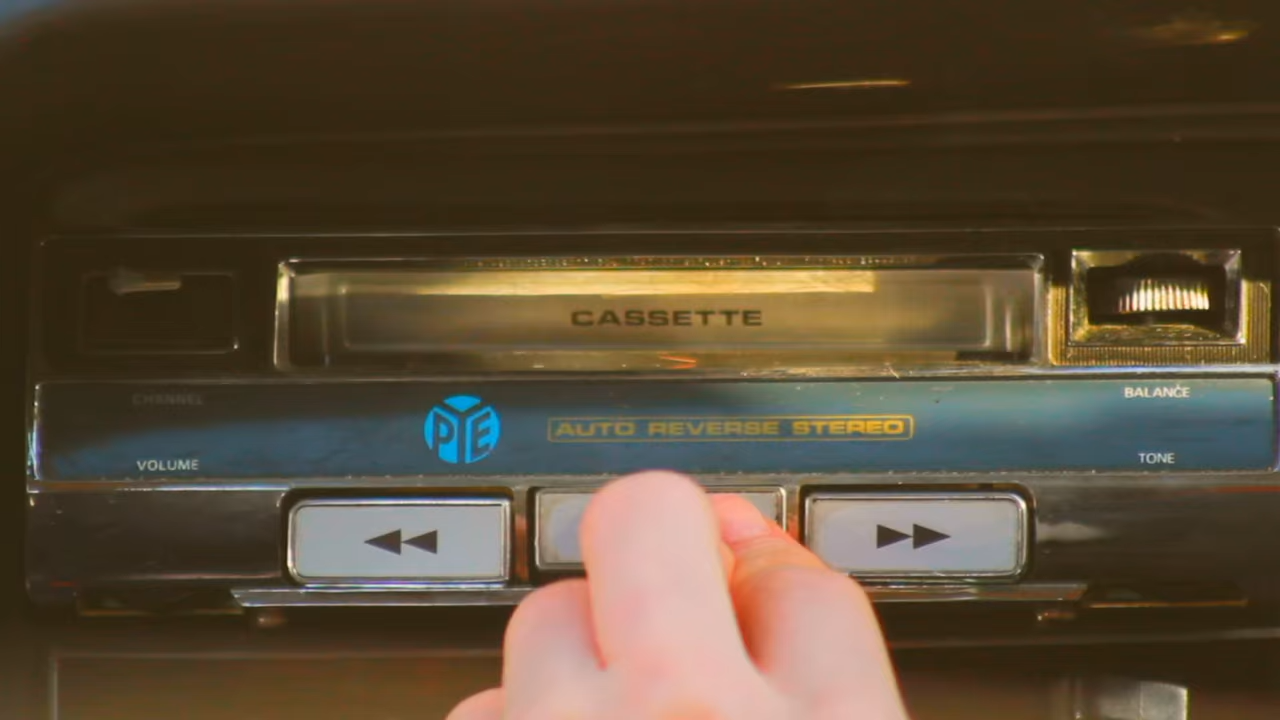 CASSETTE
CHANNEL
BALANCE
PYE
AUTO REVERSE STEREO
VOLUME
TONE